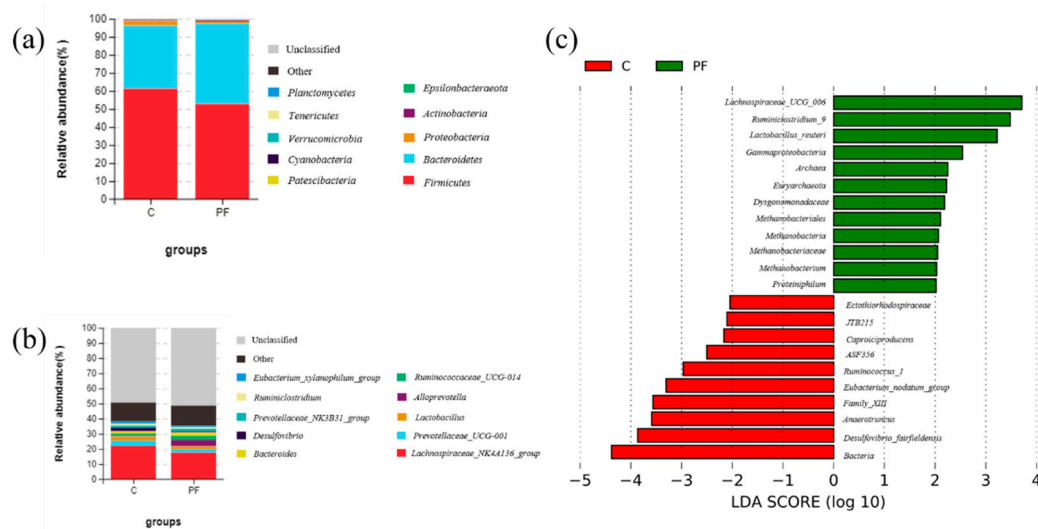 (a)
Relative abundance(%)
100
90
80
70
60
50
40
30
20
10
0
C PF
groups
Unclassified
Other
Planctomycetes
Tenericutes
Verrucomicrobia
Cyanobacteria
Patescibacteria
Epsilonbacteraeota
Actinobacteria
Proteobacteria
Bacteroidetes
Firmicutes
(b)
Relative abundance(%)
100
90
80
70
60
50
40
30
20
10
0
C PF
groups
Unclassified
Other
Eubacterium_xylanophilum_group
Ruminiclostridium
Prevotellaceae_NK3B31_group
Desulfovibrio
Bacteroides
Ruminococcaceae_UCG-014
Alloprevotella
Lactobacillus
Prevotellaceae_UCG-001
Lachnospiraceae_NK4A136_group
(c)
C PF
Lachnospiraceae_UCG_006
Ruminiclostridium_9
Lactobacillus_reuteri
Gammaproteobacteria
Archaea
Euryarchaeota
Dysgonomonadaceae
Methanobacteriales
Methanobacteria
Methanobacteriaceae
Methanobacterium
Proteiniphilum
Ectothiorhodospiraceae
JTB215
Caproiciproducens
ASF356
Ruminococcus_1
Eubacterium_nodatum_group
Family_XIII
Anaerotruncus
Desulfovibrio_fairfieldensis
Bacteria
−5 −4 −3 −2 −1 0 1 2 3 4
LDA SCORE (log 10)